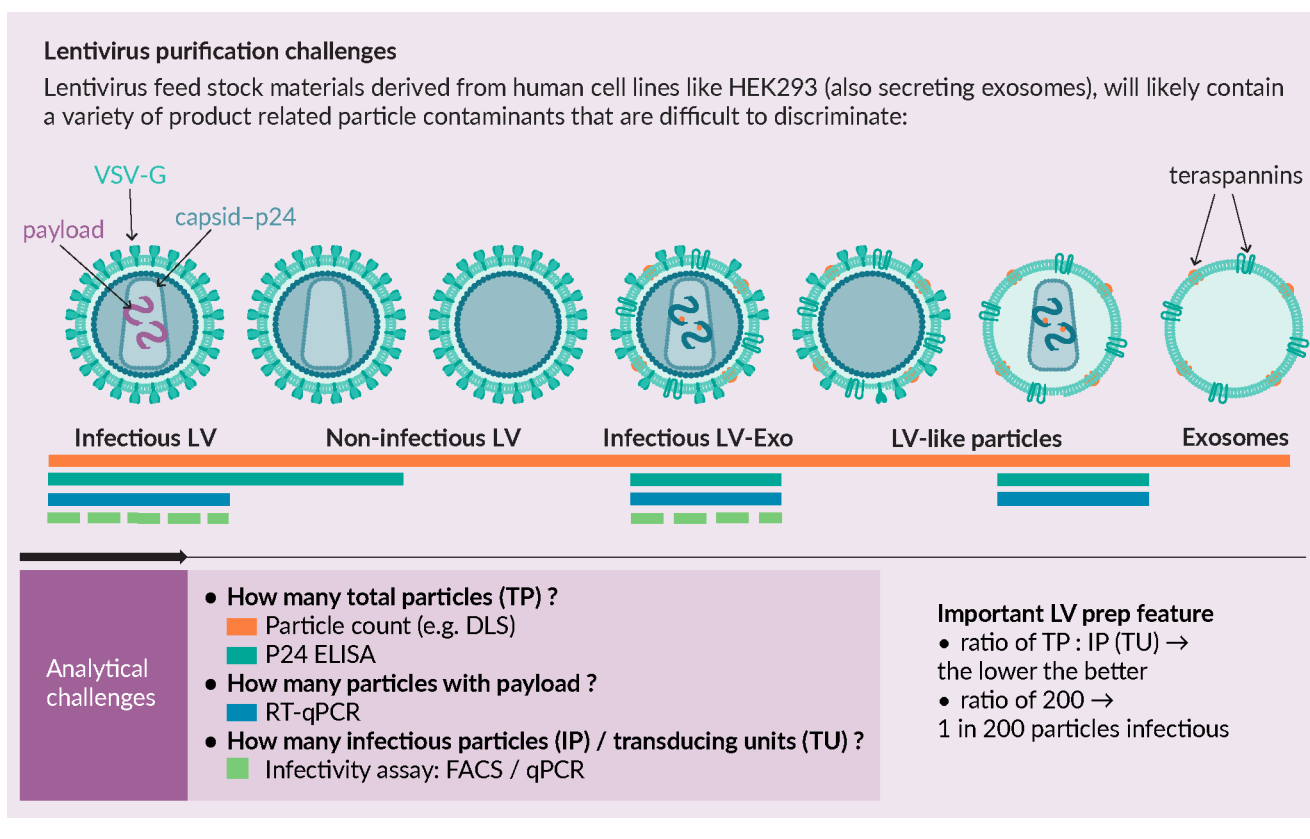 Lentivirus purification challenges
Lentivirus feed stock materials derived from human cell lines like HEK293 (also secreting exosomes), will likely contain
a variety of product related particle contaminants that are difficult to discriminate:
VSV-G
teraspannins
payload
capsid–p24
Infectious LV
Non-infectious LV
Infectious LV-Exo
LV-like particles
Exosomes
Analytical
challenges
• How many total particles (TP) ?
Particle count (e.g. DLS)
P24 ELISA
• How many particles with payload ?
RT-qPCR
• How many infectious particles (IP) / transducing units (TU) ?
Infectivity assay: FACS / qPCR
Important LV prep feature
• ratio of TP : IP (TU) →
the lower the better
• ratio of 200 →
1 in 200 particles infectious